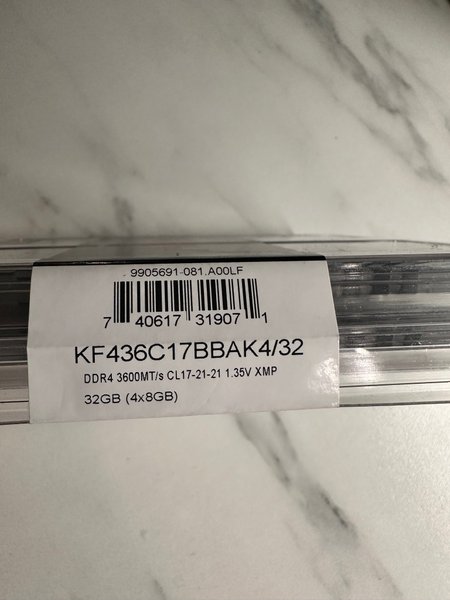 9905691-081.A00LF
7 40617 31907 1
KF436C17BBAK4/32
DDR4 3600MT/s CL17-21-21 1.35V XMP
32GB (4x8GB)